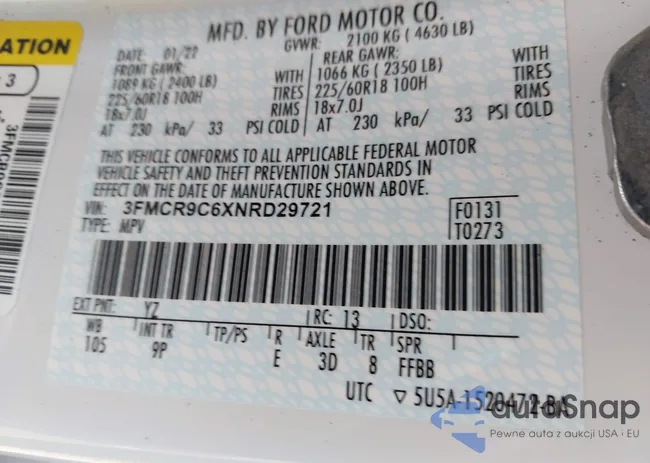 MFD. BY FORD MOTOR CO.
DATE: 01/22 GVWR: 2100 KG ( 4630 LB)
FRONT GAWR: REAR GAWR: WITH
1089 KG ( 2400 LB) WITH 1066 KG ( 2350 LB) TIRES
225/60R18 100H TIRES 225/60R18 100H RIMS
18x7.0J RIMS 18x7.0J
AT 230 kPa/ 33 PSI COLD AT 230 kPa/ 33 PSI COLD
THIS VEHICLE CONFORMS TO ALL APPLICABLE FEDERAL MOTOR
VEHICLE SAFETY AND THEFT PREVENTION STANDARDS IN
EFFECT ON THE DATE OF MANUFACTURE SHOWN ABOVE.
VIN: 3FMCR9C6XNRD29721 F0131
TYPE: MPV T0273
EXT PNT: YZ RC: 13 DSO:
WB INT TR TP/PS R AXLE TR SPR
105 9P E 3D 8 FFBB
UTC ▽ 5U5A-1520472-BA
ATION
3
autaSnap
Pewne auta z aukcji USA i EU